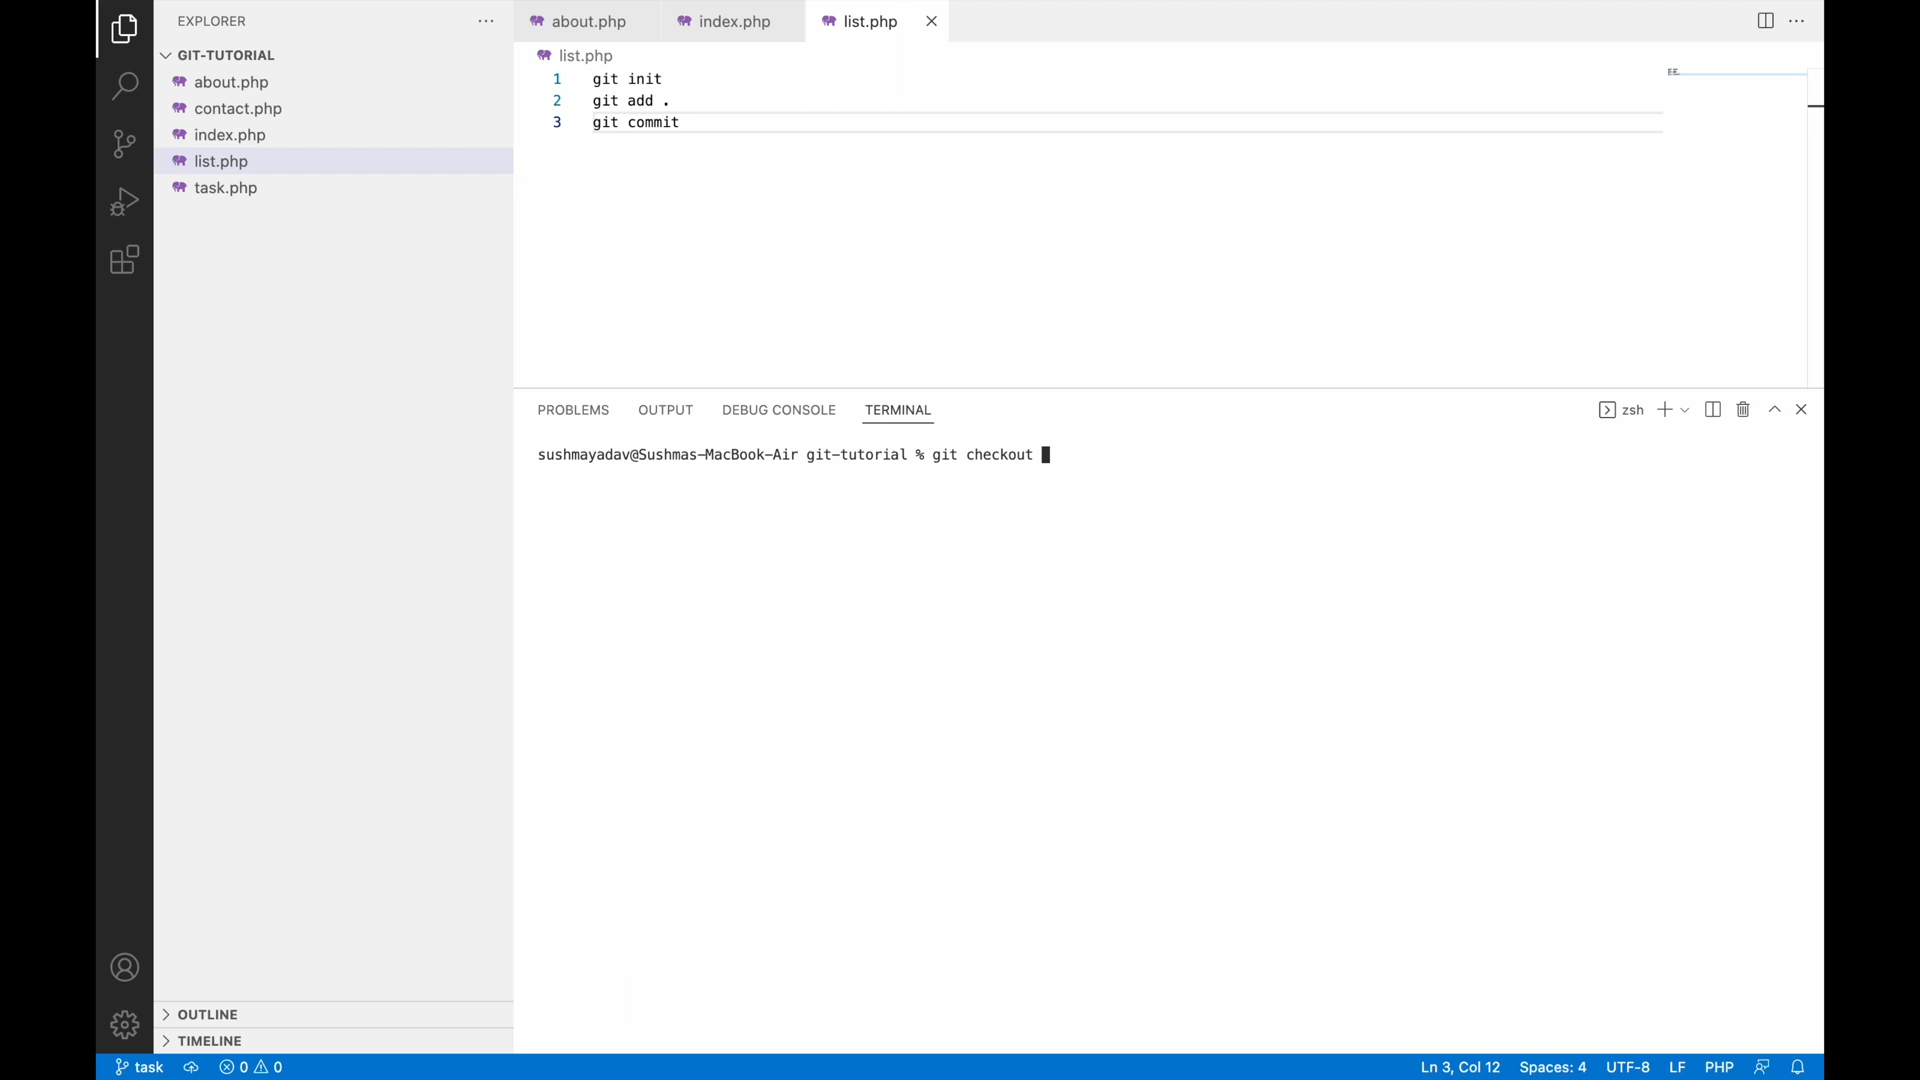 EXPLORER
GIT-TUTORIAL
about.php
contact.php
index.php
list.php
task.php
OUTLINE
TIMELINE
about.php index.php list.php
list.php
1 git init
2 git add .
3 git commit
PROBLEMS OUTPUT DEBUG CONSOLE TERMINAL zsh
sushmayadav@Sushmas-MacBook-Air git-tutorial % git checkout
task 0 0 Ln 3, Col 12 Spaces: 4 UTF-8 LF PHP